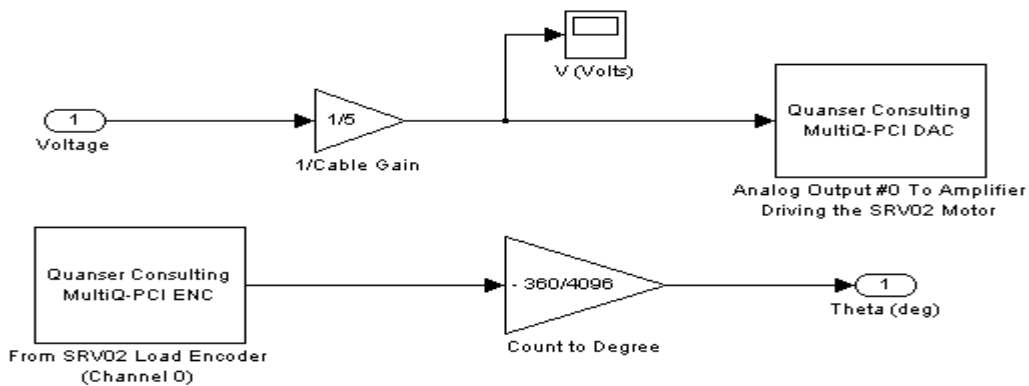 V (Volts)
1
Voltage
1/5
1/Cable Gain
Quanser Consulting
MultiQ-PCI DAC
Analog Output #0 To Amplifier
Driving the SRV02 Motor
Quanser Consulting
MultiQ-PCI ENC
From SRV02 Load Encoder
(Channel 0)
- 360/4096
Count to Degree
1
Theta (deg)